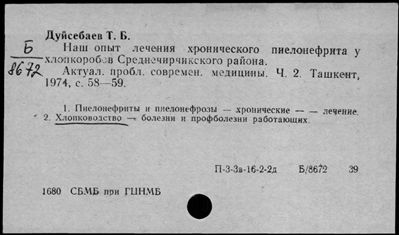 Дуйсебаев Т. Б.
Б
8672
Наш опыт лечения хронического пиелонефрита у
хлопкоробов Среднечирчикского района.
Актуал. пробл. современ. медицины. Ч. 2. Ташкент,
1974, с. 58—59.
1. Пиелонефриты и пиелонефрозы — хронические — — лечение.
2. Хлопководство — болезни и профболезни работающих.
П-3-3в-16-2-2д Б/8672 39
1680 СБМБ при ГЦНМБ